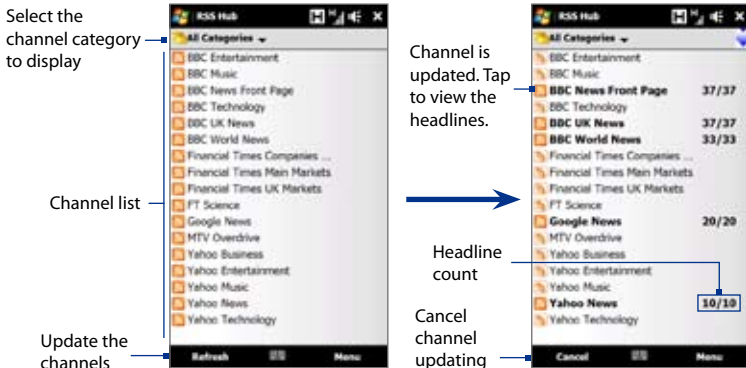 Select the
channel category
to display
Channel list
Update the
channels
RSS Hub
All Categories
BBC Entertainment
BBC Music
BBC News Front Page
BBC Technology
BBC UK News
BBC World News
Financial Times Companies ...
Financial Times Main Markets
Financial Times UK Markets
FT Science
Google News
MTV Overdrive
Yahoo Business
Yahoo Entertainment
Yahoo Music
Yahoo News
Yahoo Technology
Refresh Menu
Channel is
updated. Tap
to view the
headlines.
Headline
count
Cancel
channel
updating
RSS Hub
All Categories
BBC Entertainment
BBC Music
BBC News Front Page 37/37
BBC Technology
BBC UK News 37/37
BBC World News 33/33
Financial Times Companies ...
Financial Times Main Markets
Financial Times UK Markets
FT Science
Google News 20/20
MTV Overdrive
Yahoo Business
Yahoo Entertainment
Yahoo Music
Yahoo News 10/10
Yahoo Technology
Cancel Menu